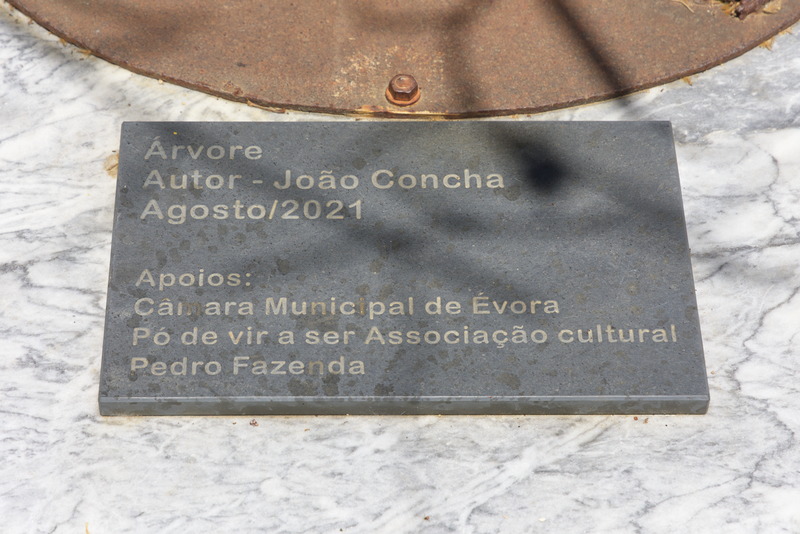 Árvore
Autor - João Concha
Agosto/2021
Apoios:
Câmara Municipal de Évora
Pó de vir a ser Associação cultural
Pedro Fazenda